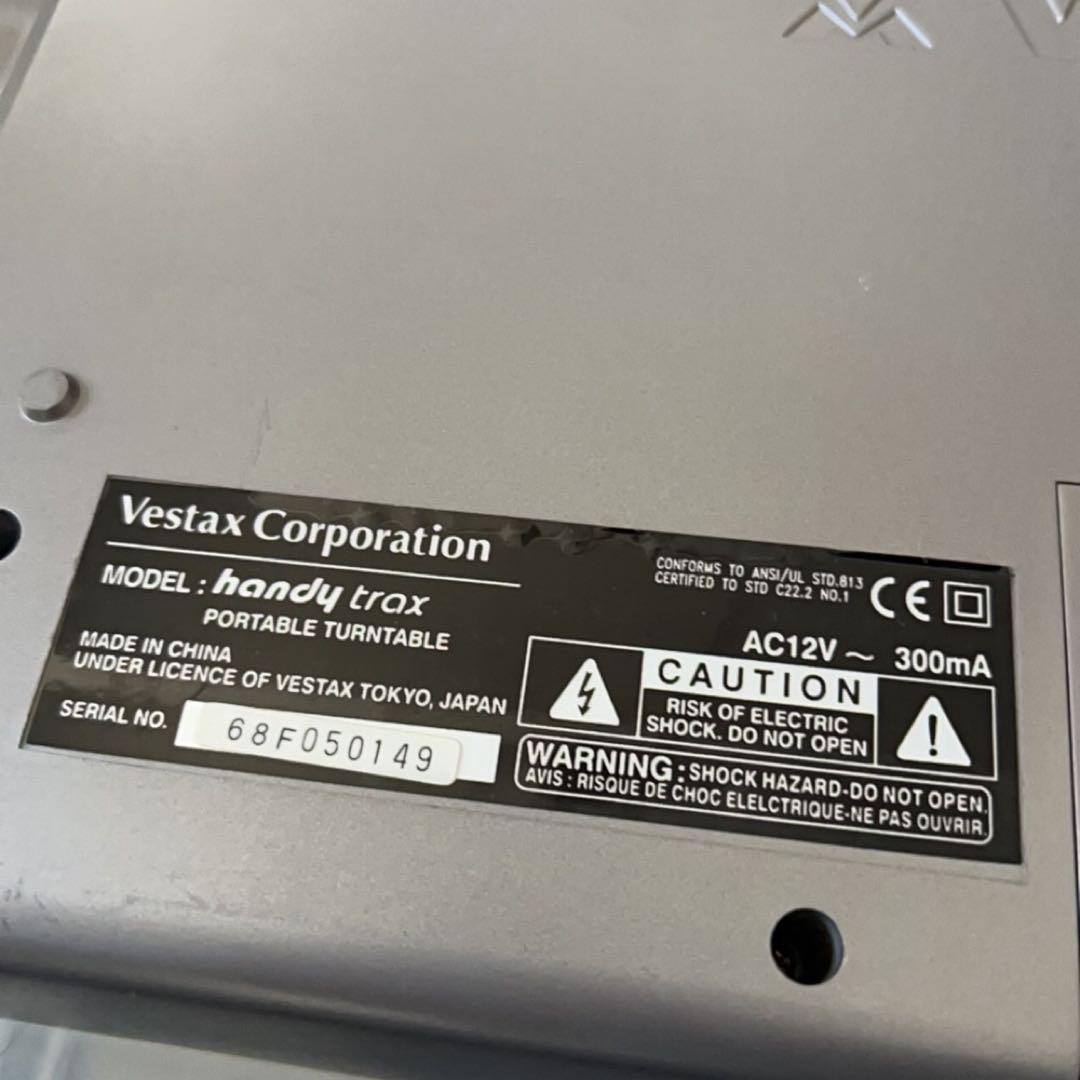 Vestax Corporation
MODEL : handy trax
PORTABLE TURNTABLE
MADE IN CHINA
UNDER LICENCE OF VESTAX TOKYO, JAPAN
SERIAL NO. 68F050149
CONFORMS TO ANSI/UL STD.813
CERTIFIED TO STD C22.2 NO.1
CE
AC12V ~ 300mA
CAUTION
RISK OF ELECTRIC
SHOCK. DO NOT OPEN
WARNING : SHOCK HAZARD-DO NOT OPEN.
AVIS : RISQUE DE CHOC ELELCTRIQUE-NE PAS OUVRIR.